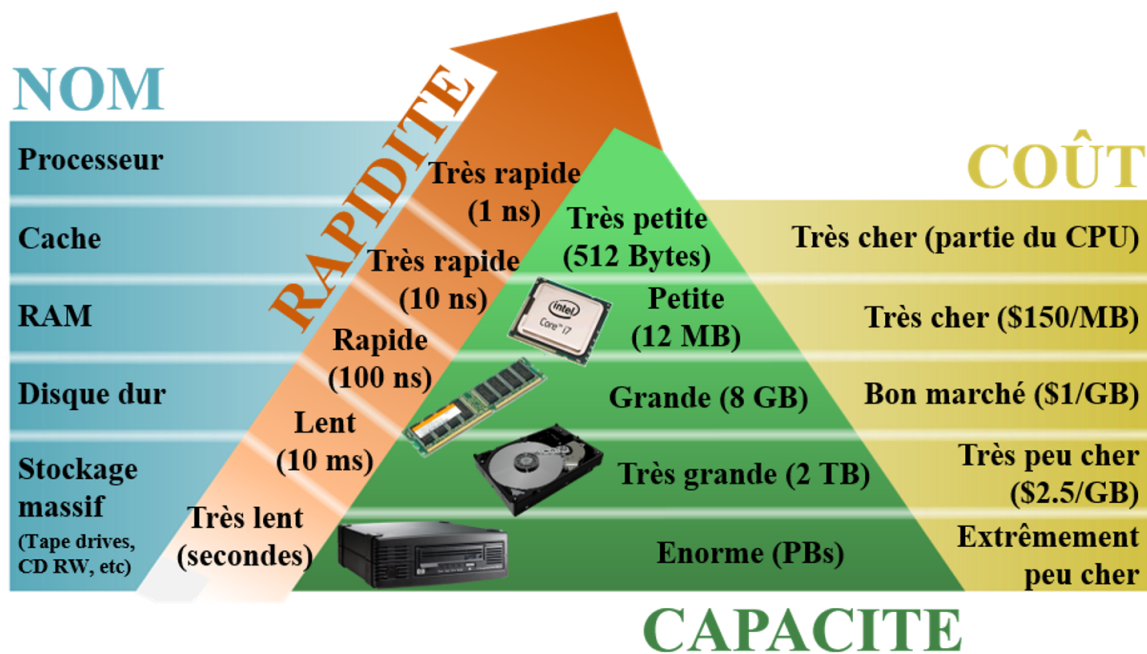 NOM
Processeur
Cache
RAM
Disque dur
Stockage
massif
(Tape drives,
CD RW, etc)
RAPIDITE
Très rapide
(1 ns)
Très rapide
(10 ns)
Rapide
(100 ns)
Lent
(10 ms)
Très lent
(secondes)
Très petite
(512 Bytes)
Petite
(12 MB)
Grande (8 GB)
Très grande (2 TB)
Enorme (PBs)
intel
Core i7
CAPACITE
COÛT
Très cher (partie du CPU)
Très cher ($150/MB)
Bon marché ($1/GB)
Très peu cher
($2.5/GB)
Extrêmement
peu cher